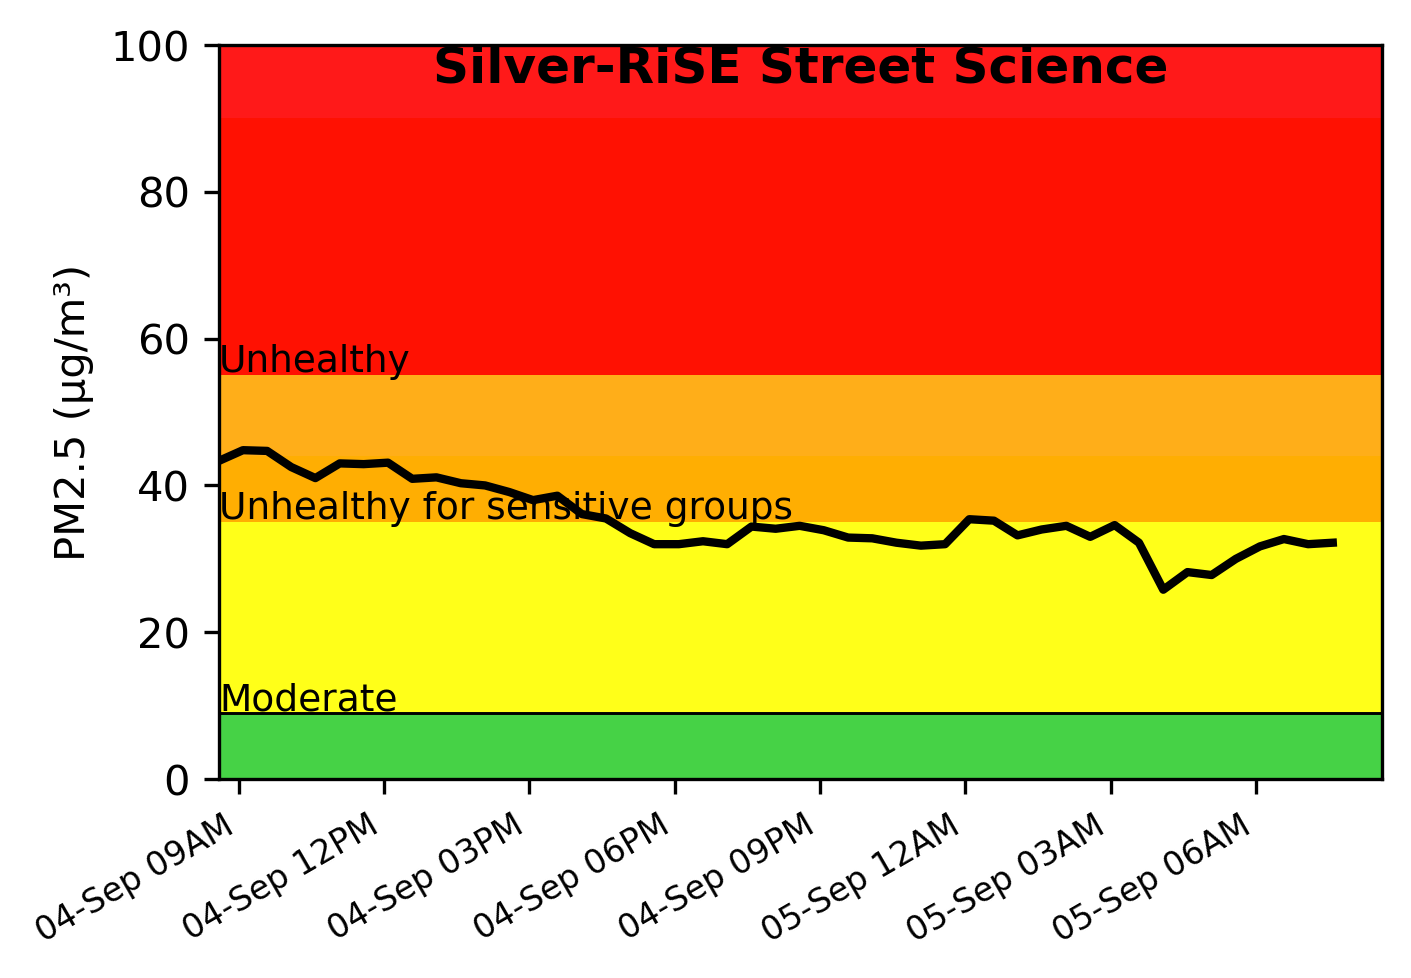 Silver-RiSE Street Science
PM2.5 (µg/m³)
100
80
60
40
20
0
Unhealthy
Unhealthy for sensitive groups
Moderate
04-Sep 09AM
04-Sep 12PM
04-Sep 03PM
04-Sep 06PM
04-Sep 09PM
05-Sep 12AM
05-Sep 03AM
05-Sep 06AM